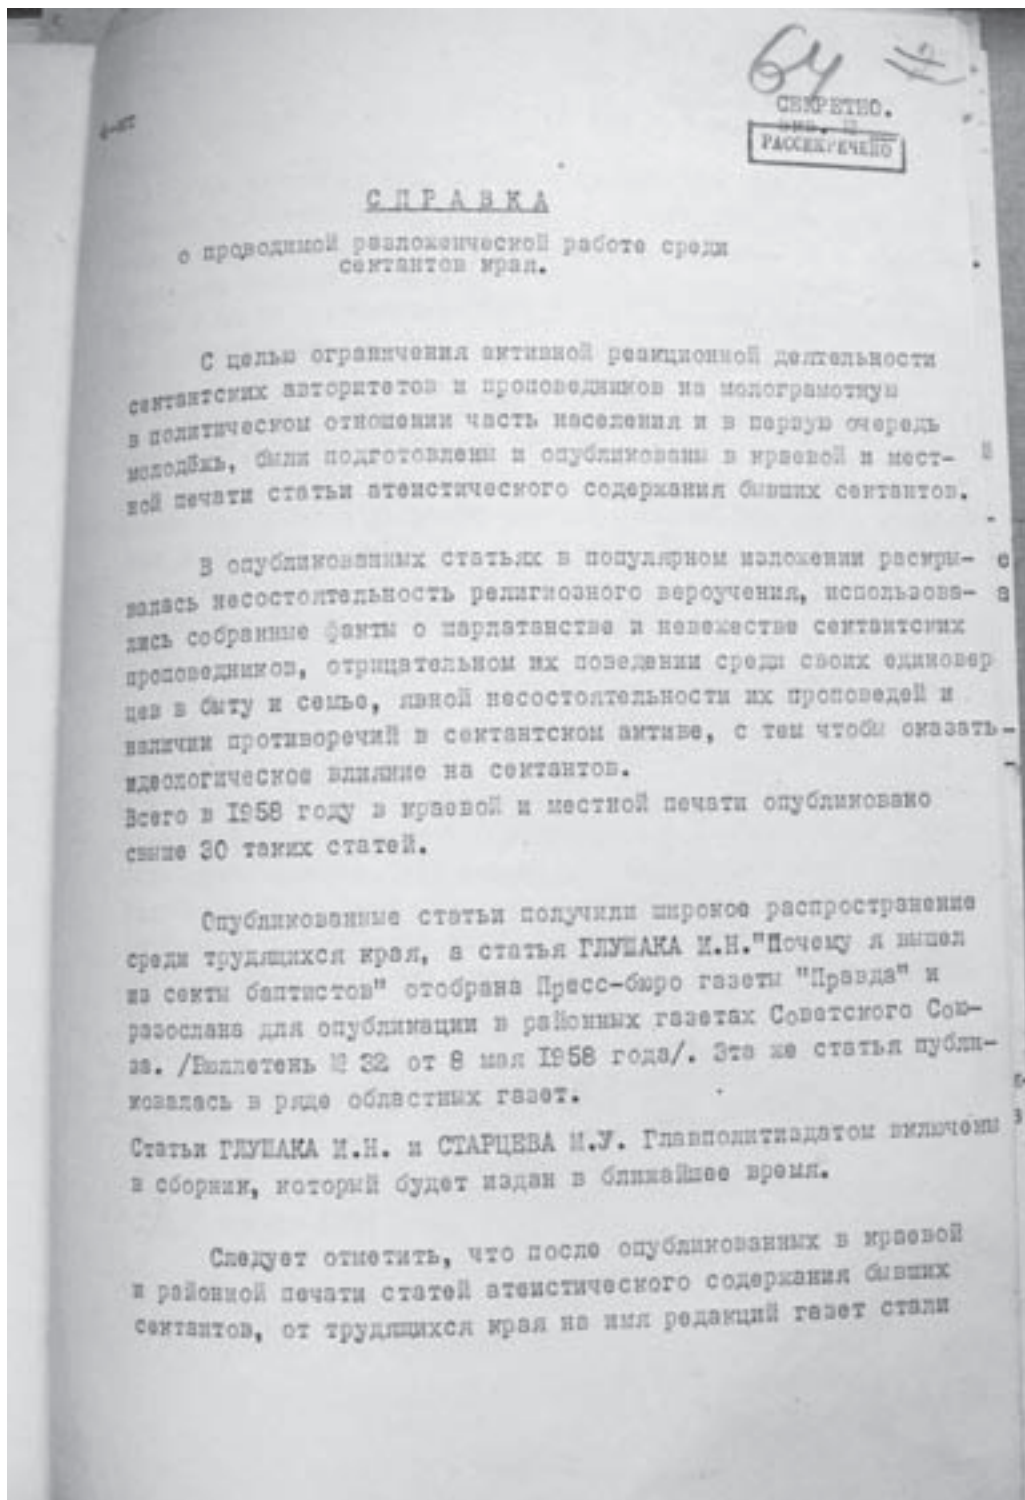 64
4-кт
СЕКРЕТНО.
экз. №
РАССЕКРЕЧЕНО
СПРАВКА
о проводимой разложенческой работе среди
сектантов края.
С целью ограничения активной реакционной деятельности
сектантских авторитетов и проповедников на молограмотную
в политическом отношении часть населения и в первую очередь
молодёжь, были подготовлены и опубликованы в краевой и мест-
ной печати статьи атеистического содержания бывших сектантов.
В опубликованных статьях в популярном изложении раскры-
валась несостоятельность религиозного вероучения, использова-
лись собранные факты о шарлатанстве и невежестве сектантских
проповедников, отрицательном их поведении среди своих единовер
цев в быту и семье, явной несостоятельности их проповедей и
наличии противоречий в сектантском активе, с тем чтобы оказать
идеологическое влияние на сектантов.
Всего в 1958 году в краевой и местной печати опубликовано
свыше 30 таких статей.
Опубликованные статьи получили широкое распространение
среди трудящихся края, а статья ГЛУШАКА И.Н."Почему я вышел
из секты баптистов" отобрана Пресс-бюро газеты "Правда" и
разослана для опубликации в районных газетах Советского Сою-
за. /Бюллетень № 32 от 8 мая 1958 года/. Эта же статья публи-
ковалась в ряде областных газет.
Статьи ГЛУШАКА И.Н. и СТАРЦЕВА И.У. Главполитиздатом включены
в сборник, который будет издан в ближайшее время.
Следует отметить, что после опубликованных в краевой
и районной печати статей атеистического содержания бывших
сектантов, от трудящихся края на имя редакций газет стали